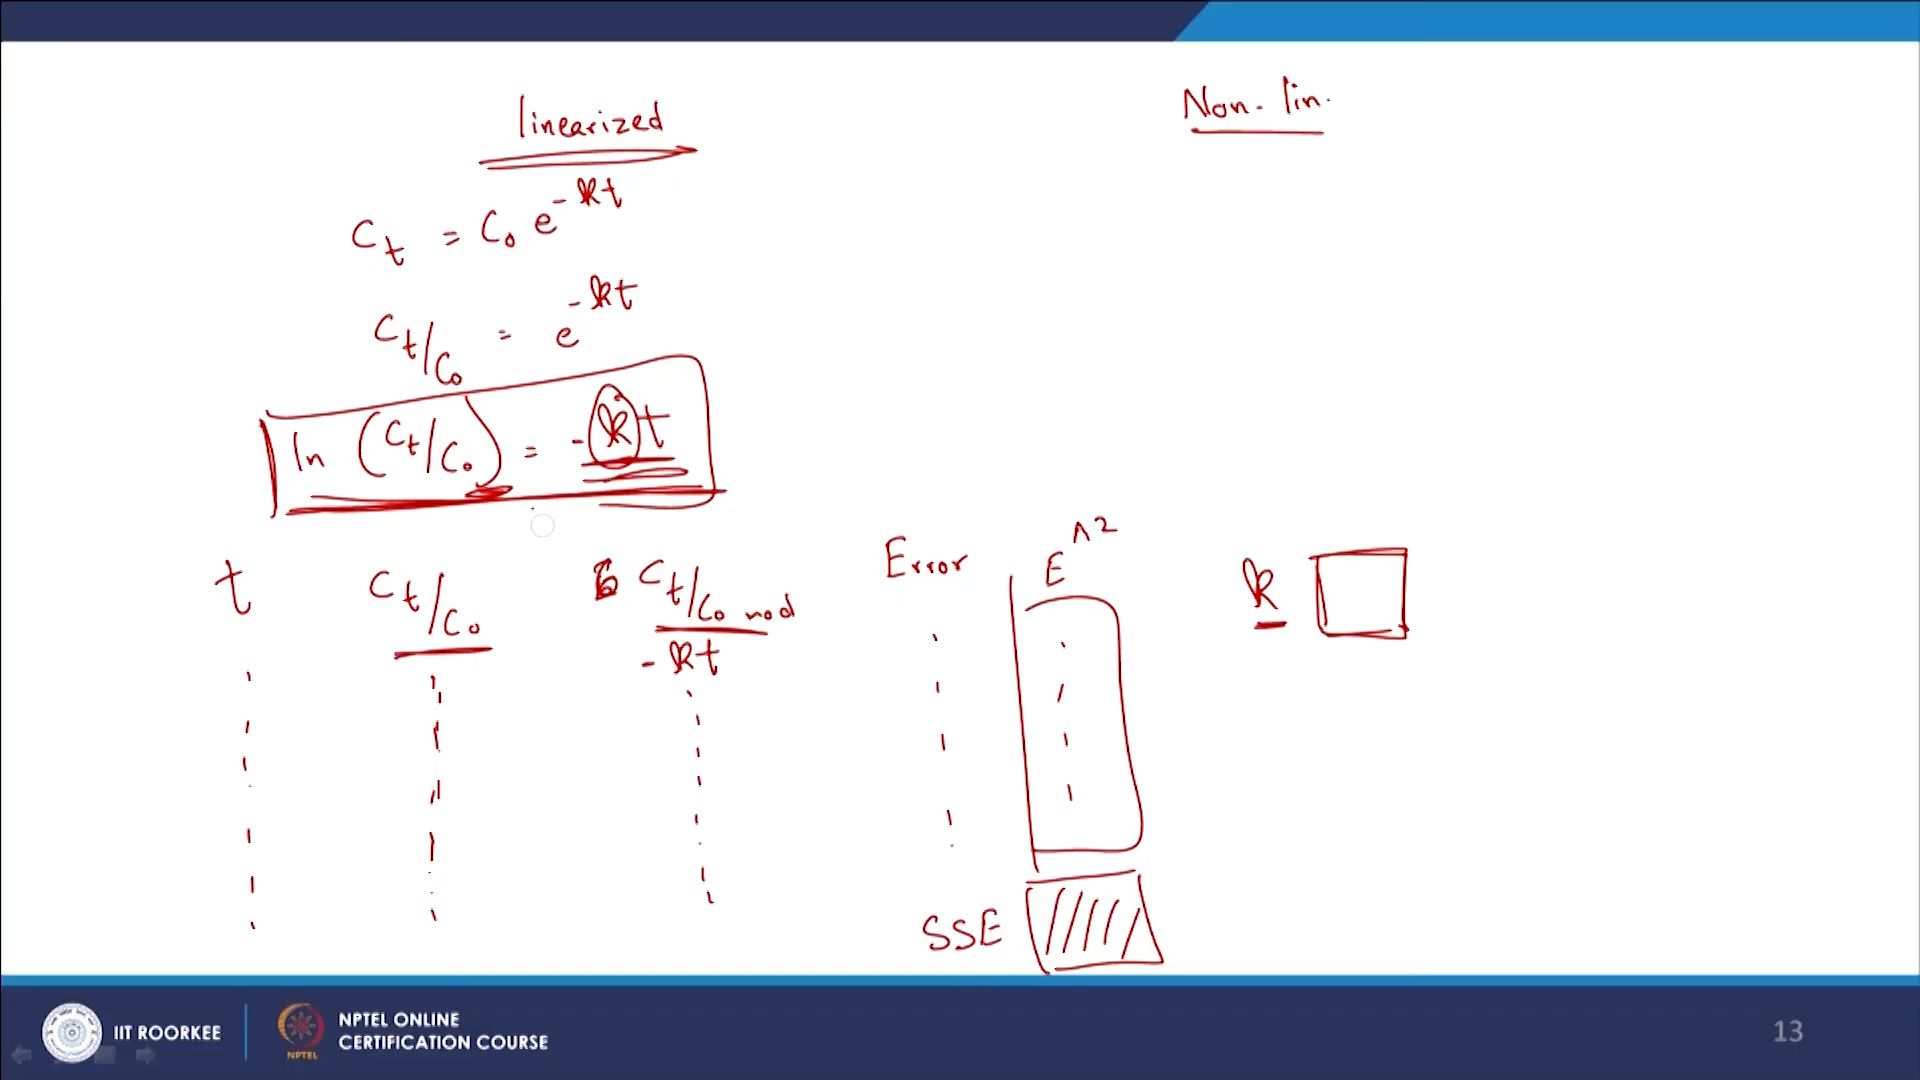 linearized
Non-lin.
Ct = C0 e^-kt
Ct/C0 = e^-kt
ln (Ct/C0) = -kt
t Ct/C0 Ct/C0 mod Error E^2 k
-kt
SSE
IIT ROORKEE
NPTEL
NPTEL ONLINE
CERTIFICATION COURSE
13